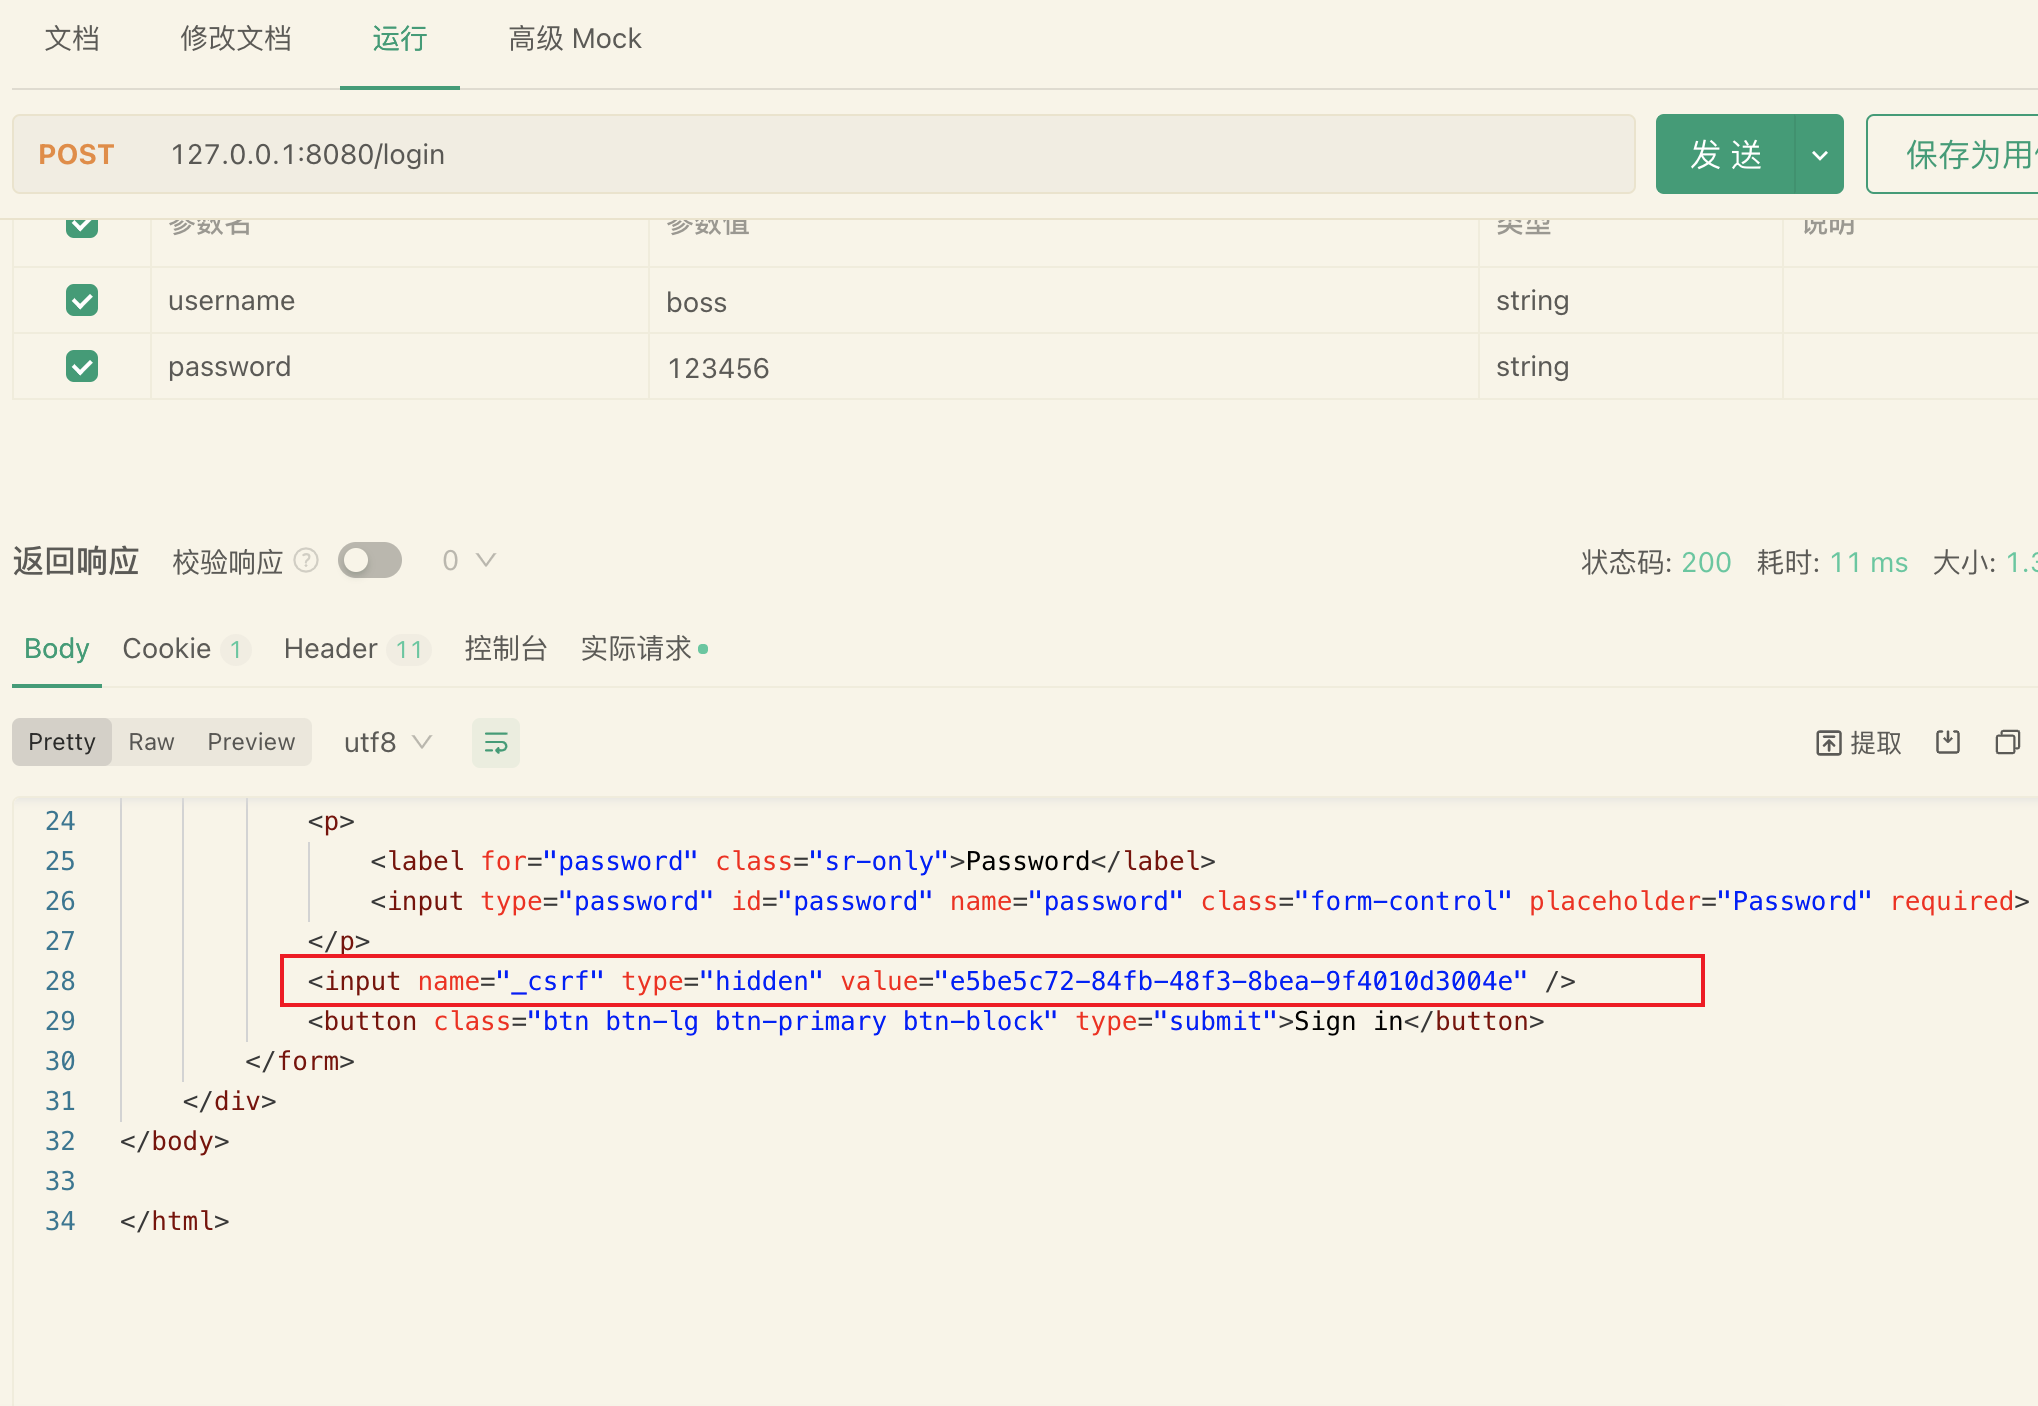 文档 修改文档 运行 高级 Mock
POST 127.0.0.1:8080/login 发 送 保存为用
参数名 参数值 类型 说明
username boss string
password 123456 string
返回响应 校验响应 ? 0 状态码: 200 耗时: 11 ms 大小: 1.3
Body Cookie 1 Header 11 控制台 实际请求
Pretty Raw Preview utf8 提取
24 <p>
25 <label for="password" class="sr-only">Password</label>
26 <input type="password" id="password" name="password" class="form-control" placeholder="Password" required>
27 </p>
28 <input name="_csrf" type="hidden" value="e5be5c72-84fb-48f3-8bea-9f4010d3004e" />
29 <button class="btn btn-lg btn-primary btn-block" type="submit">Sign in</button>
30 </form>
31 </div>
32 </body>
33
34 </html>